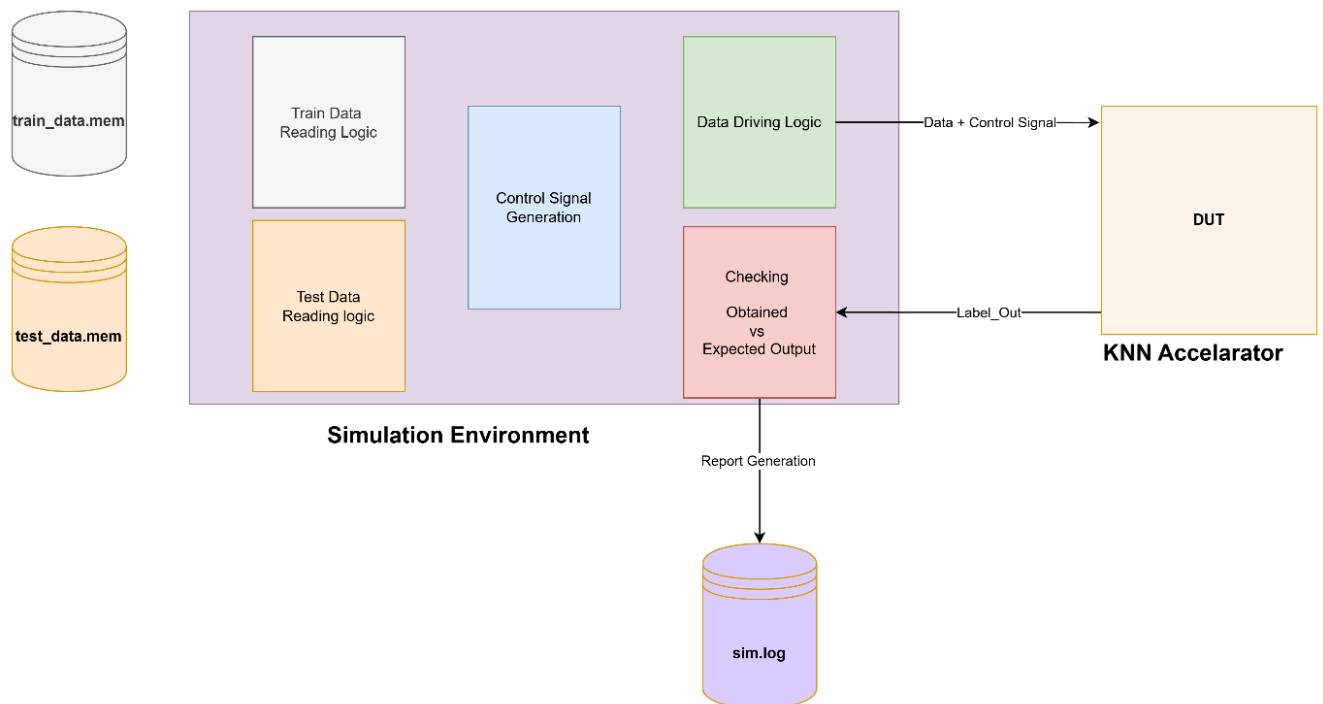 train_data.mem
Train Data
Reading Logic
Data Driving Logic
Data + Control Signal
Control Signal
Generation
DUT
test_data.mem
Test Data
Reading logic
Checking
Obtained
vs
Expected Output
Label_Out
KNN Accelarator
Simulation Environment
Report Generation
sim.log